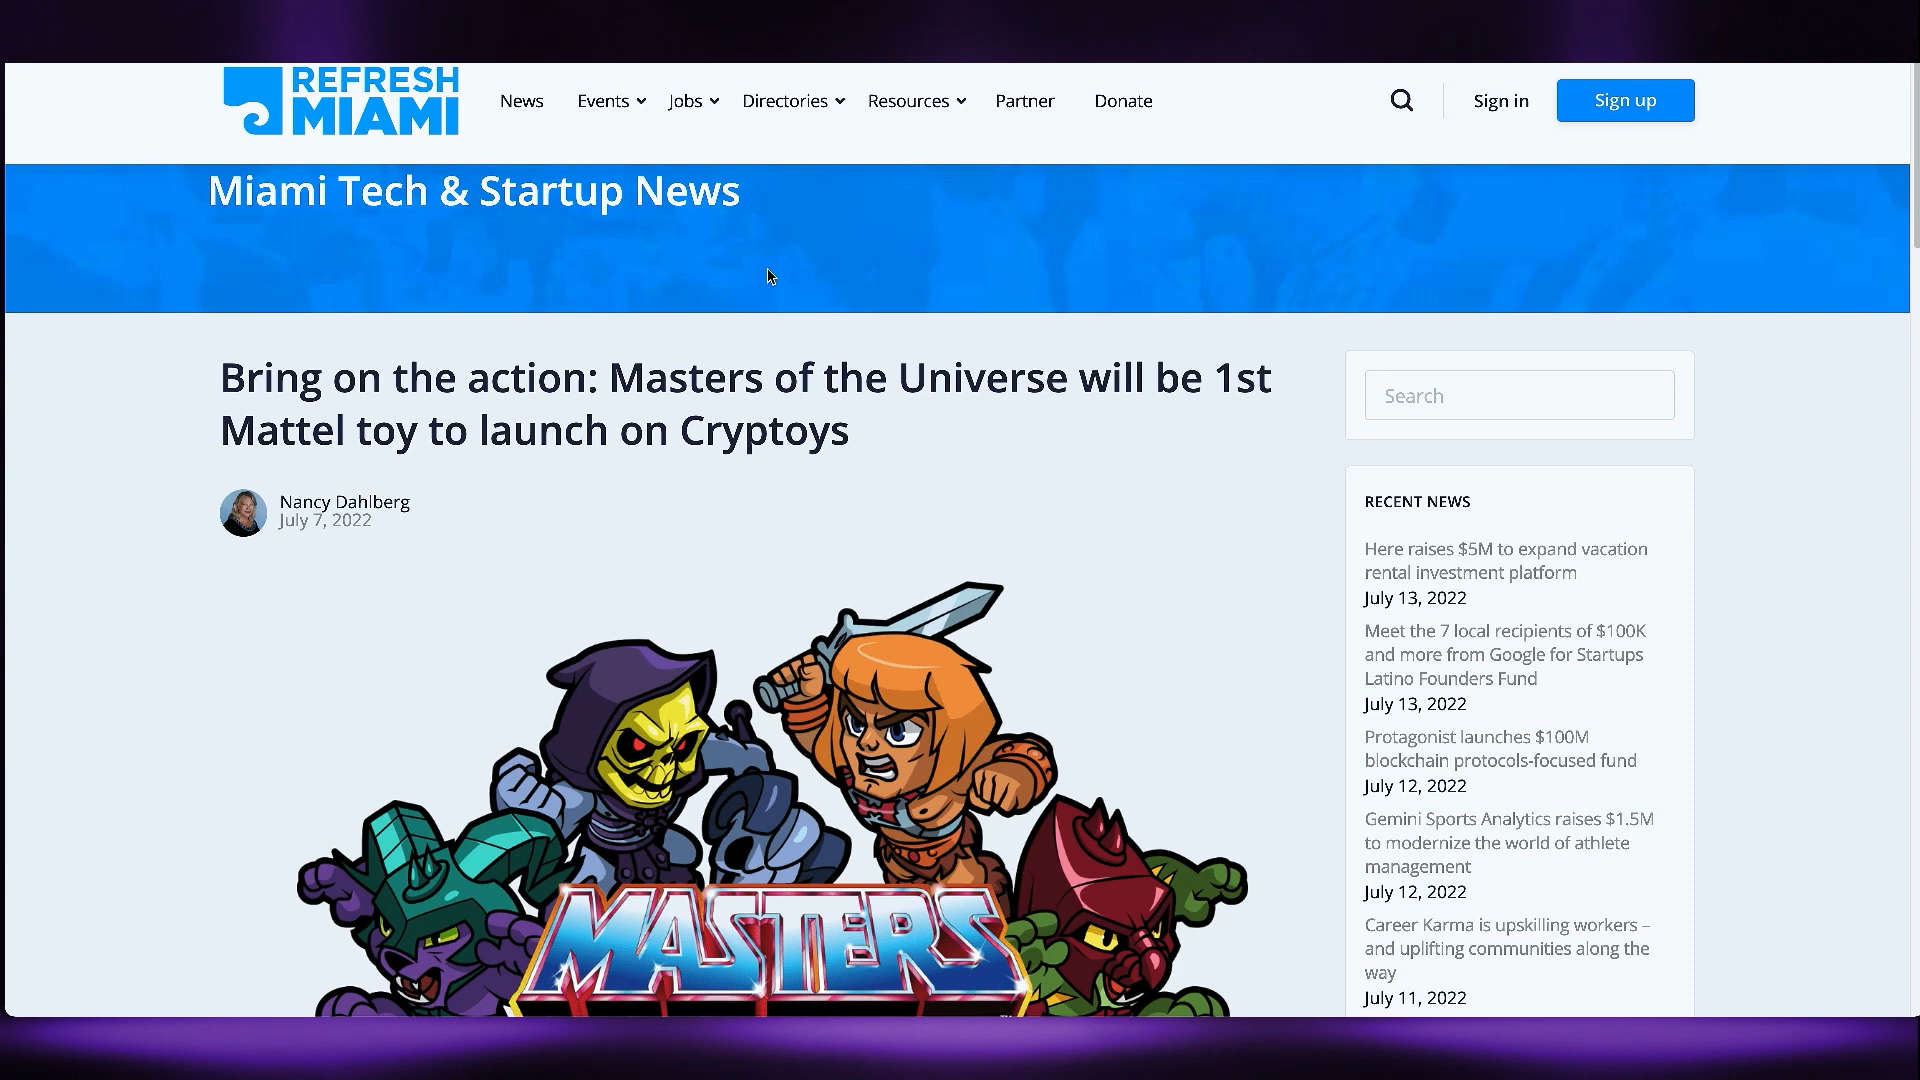 REFRESH
MIAMI
News
Events
Jobs
Directories
Resources
Partner
Donate
Sign in
Sign up
Miami Tech & Startup News
Bring on the action: Masters of the Universe will be 1st
Mattel toy to launch on Cryptoys
Nancy Dahlberg
July 7, 2022
MASTERS
Search
RECENT NEWS
Here raises $5M to expand vacation
rental investment platform
July 13, 2022
Meet the 7 local recipients of $100K
and more from Google for Startups
Latino Founders Fund
July 13, 2022
Protagonist launches $100M
blockchain protocols-focused fund
July 12, 2022
Gemini Sports Analytics raises $1.5M
to modernize the world of athlete
management
July 12, 2022
Career Karma is upskilling workers –
and uplifting communities along the
way
July 11, 2022